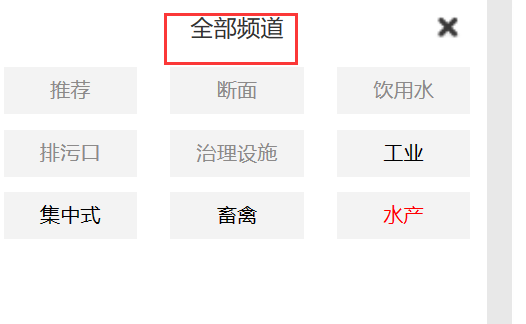 全部频道
推荐 断面 饮用水
排污口 治理设施 工业
集中式 畜禽 水产